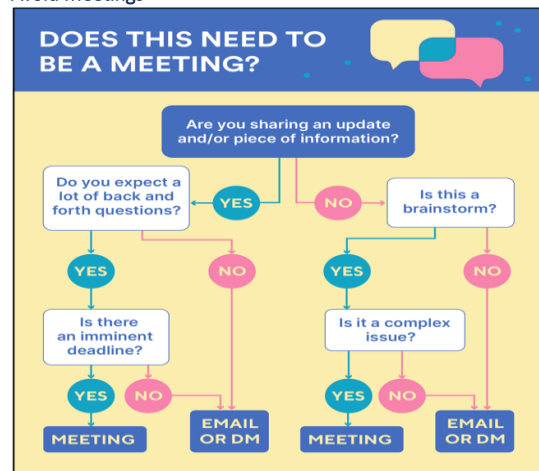 Avoid Meetings
DOES THIS NEED TO
BE A MEETING?
Are you sharing an update
and/or piece of information?
Do you expect a
lot of back and
forth questions?
YES
NO
Is this a
brainstorm?
YES
NO
YES
NO
Is there
an imminent
deadline?
Is it a complex
issue?
YES
NO
YES
NO
MEETING
EMAIL
OR DM
MEETING
EMAIL
OR DM